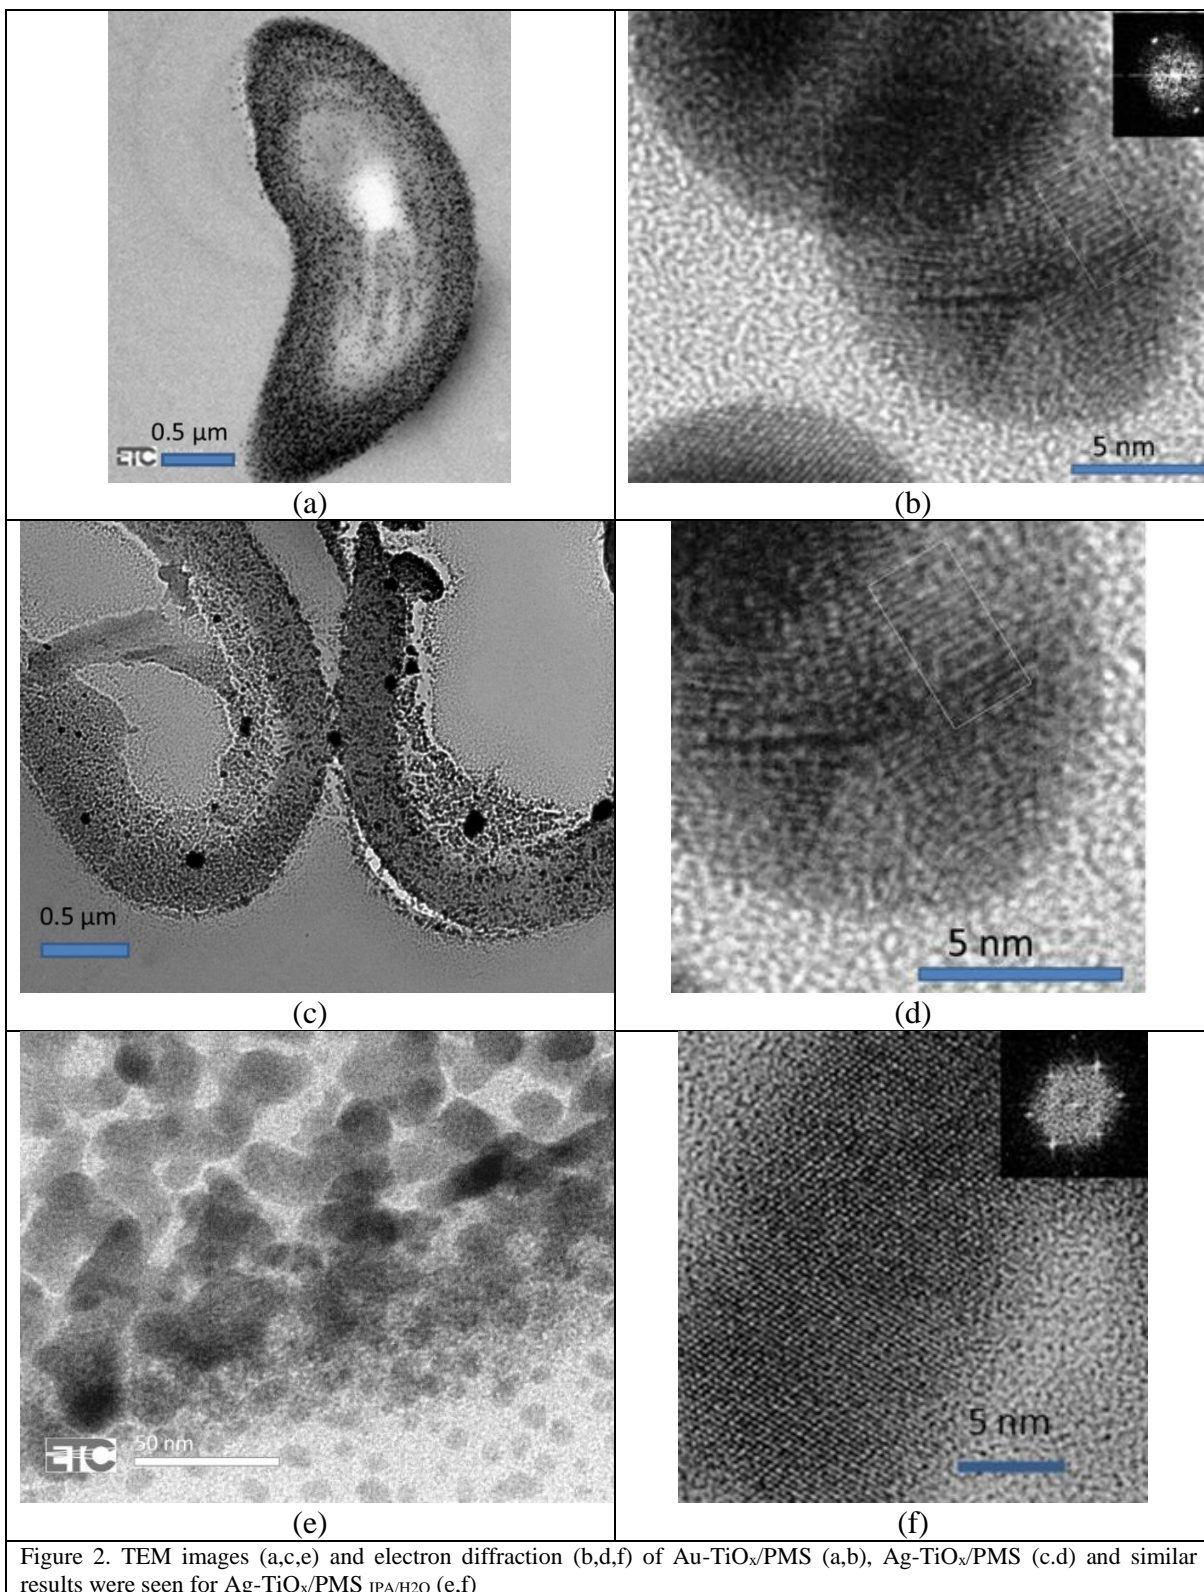 0.5 µm
ETC
(a)
5 nm
(b)
0.5 µm
(c)
5 nm
(d)
50 nm
ETC
(e)
5 nm
(f)
Figure 2. TEM images (a,c,e) and electron diffraction (b,d,f) of Au-TiOx/PMS (a,b), Ag-TiOx/PMS (c.d) and similar
results were seen for Ag-TiOx/PMS IPA/H2O (e,f)